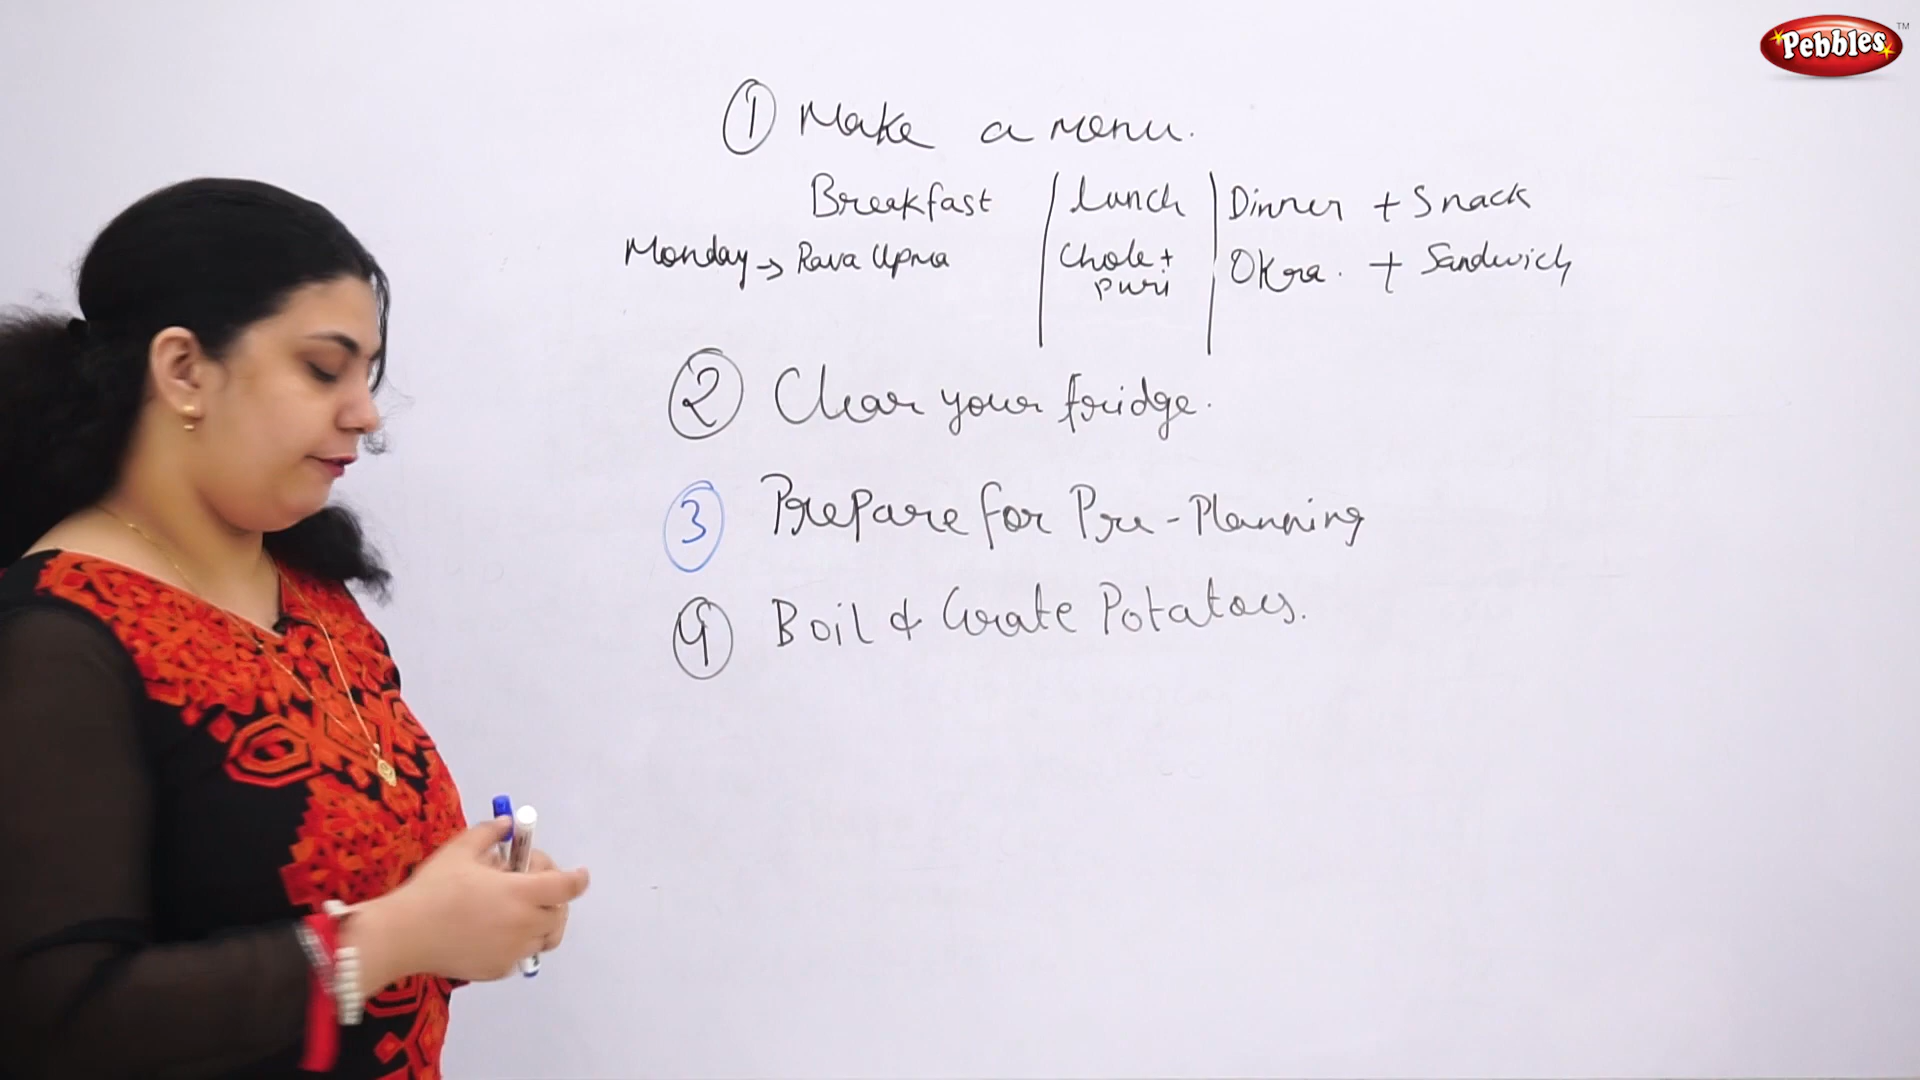 Pebbles TM
① Make a menu.
Breakfast | Lunch | Dinner + Snack
Monday → Rava Upma | Chole + | Okra. + Sandwich
puri
② Clear your fridge.
③ Prepare for Pre-Planning
④ Boil & Grate Potatoes.